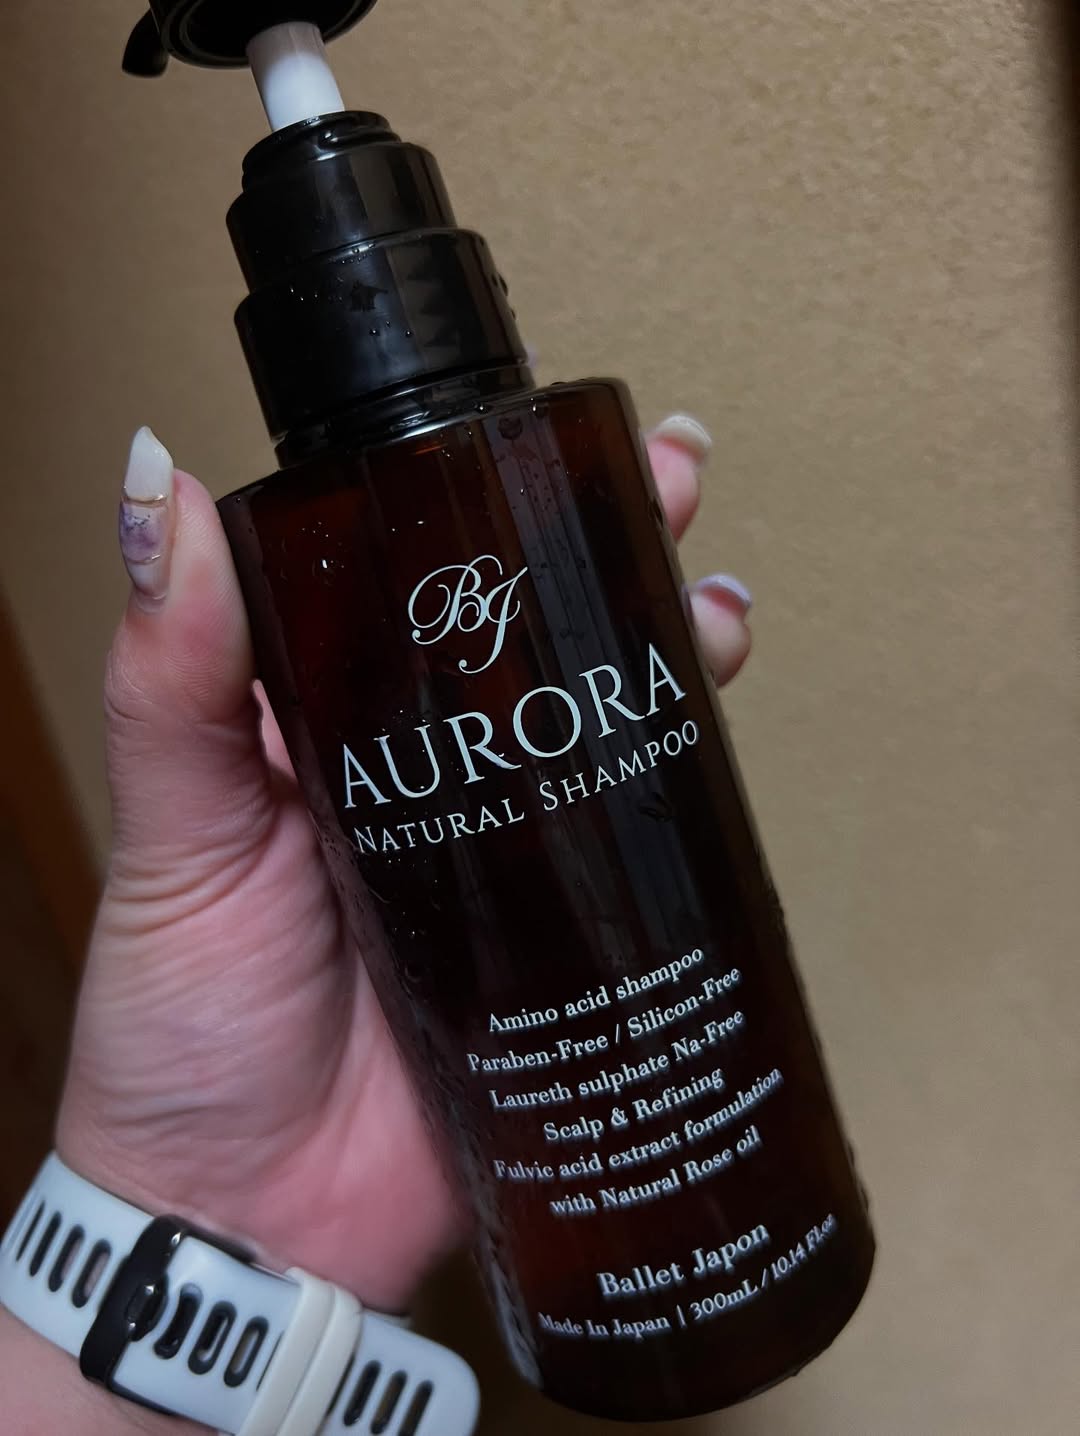 BJ
AURORA
NATURAL SHAMPOO
Amino acid shampoo
Paraben-Free / Silicon-Free
Laureth sulphate Na-Free
Scalp & Refining
Fulvic acid extract formulation
with Natural Rose oil
Ballet Japon
Made In Japan | 300mL / 10.14 Fl.oz